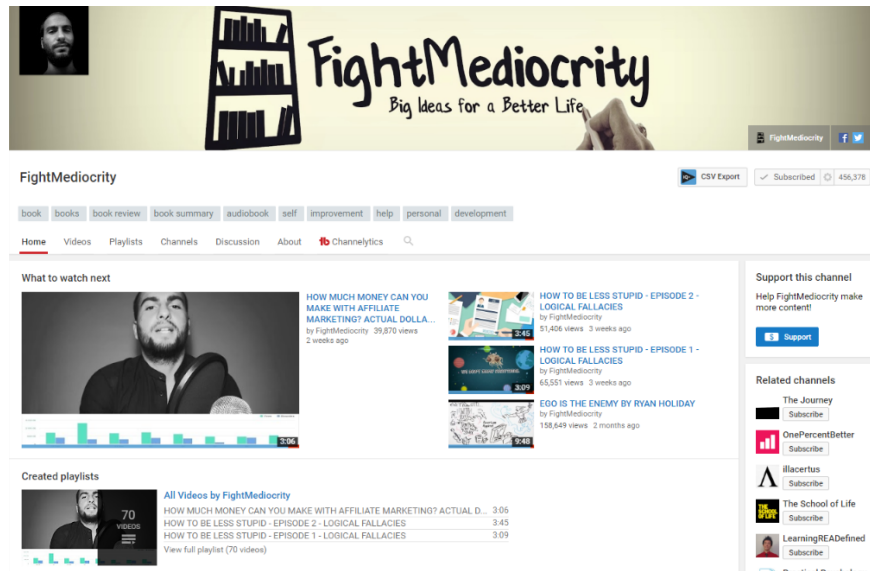 FightMediocrity
Big Ideas for a Better Life
FightMediocrity
FightMediocrity
CSV Export
Subscribed 456,378
book books book review book summary audiobook self improvement help personal development
Home Videos Playlists Channels Discussion About Channelytics
What to watch next
HOW MUCH MONEY CAN YOU
MAKE WITH AFFILIATE
MARKETING? ACTUAL DOLLA...
by FightMediocrity 39,870 views
2 weeks ago
3:06
HOW TO BE LESS STUPID - EPISODE 2 -
LOGICAL FALLACIES
by FightMediocrity
51,406 views 3 weeks ago
3:45
HOW TO BE LESS STUPID - EPISODE 1 -
LOGICAL FALLACIES
by FightMediocrity
65,551 views 3 weeks ago
3:09
EGO IS THE ENEMY BY RYAN HOLIDAY
by FightMediocrity
158,649 views 2 months ago
9:48
Created playlists
70
VIDEOS
All Videos by FightMediocrity
HOW MUCH MONEY CAN YOU MAKE WITH AFFILIATE MARKETING? ACTUAL D... 3:06
HOW TO BE LESS STUPID - EPISODE 2 - LOGICAL FALLACIES 3:45
HOW TO BE LESS STUPID - EPISODE 1 - LOGICAL FALLACIES 3:09
View full playlist (70 videos)
Support this channel
Help FightMediocrity make
more content!
Support
Related channels
The Journey
Subscribe
OnePercentBetter
Subscribe
illacertus
Subscribe
THE
SCHOOL
OF LIFE
The School of Life
Subscribe
LearningREADefined
Subscribe